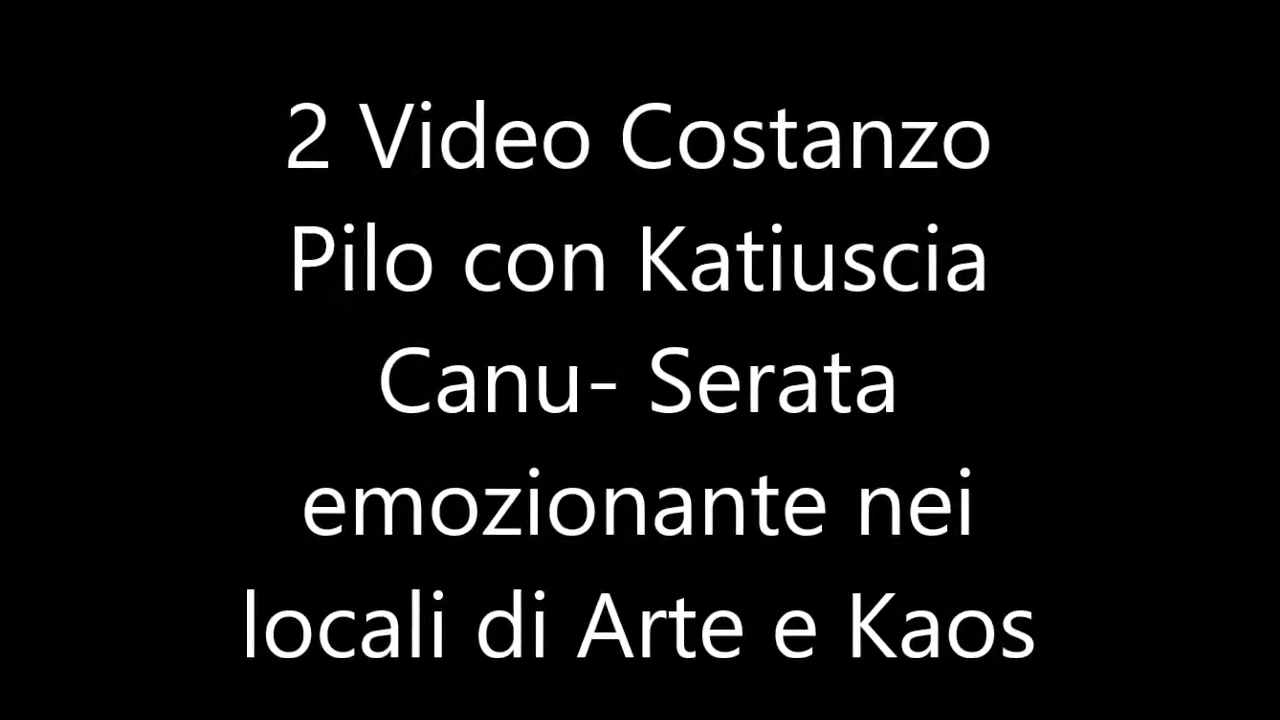 2 Video Costanzo
Pilo con Katiuscia
Canu- Serata
emozionante nei
locali di Arte e Kaos